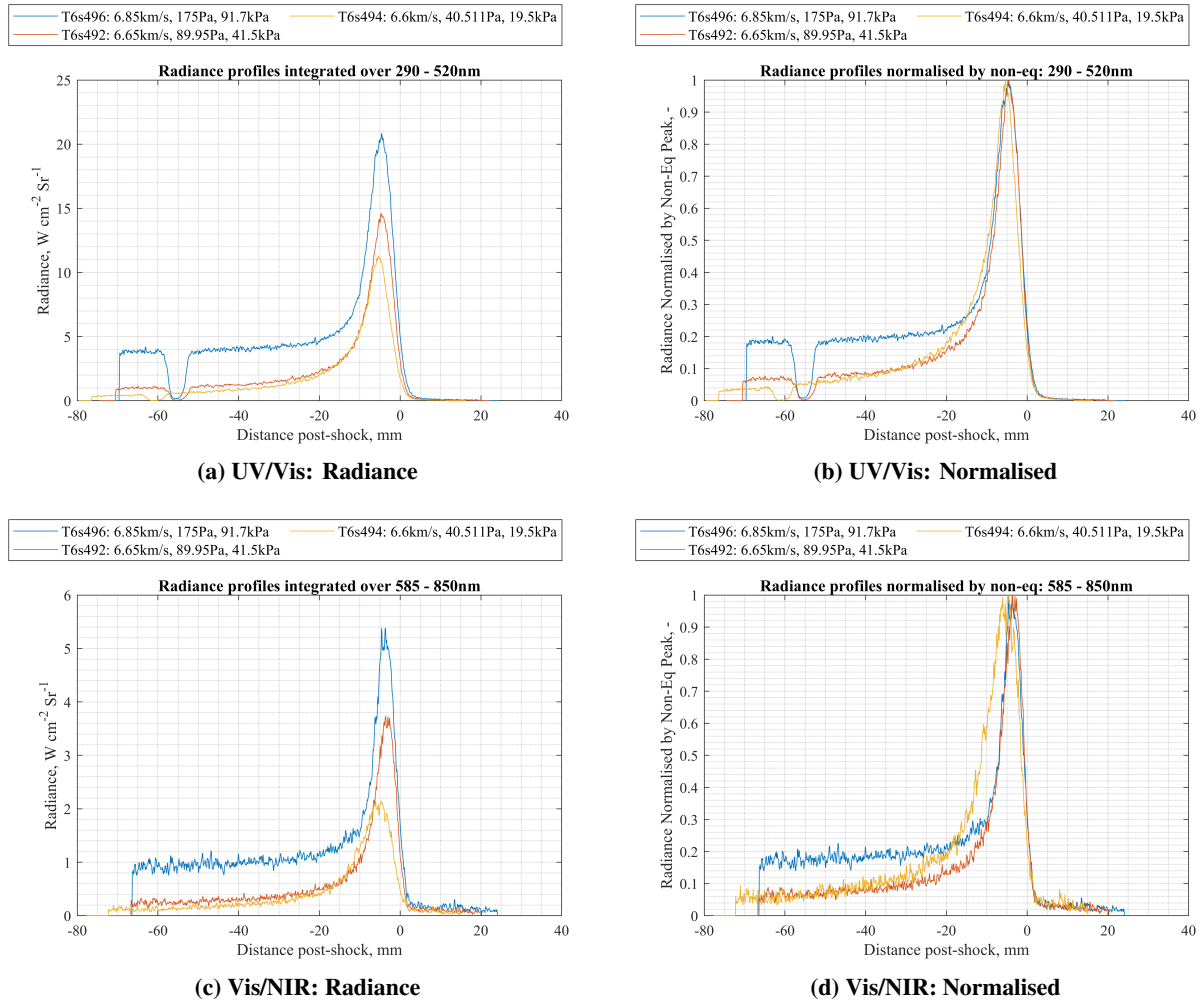 T6s496: 6.85km/s, 175Pa, 91.7kPa T6s494: 6.6km/s, 40.511Pa, 19.5kPa
T6s492: 6.65km/s, 89.95Pa, 41.5kPa
Radiance profiles integrated over 290 - 520nm
25
20
15
10
5
0
Radiance, W cm⁻² Sr⁻¹
-80 -60 -40 -20 0 20 40
Distance post-shock, mm
(a) UV/Vis: Radiance
T6s496: 6.85km/s, 175Pa, 91.7kPa T6s494: 6.6km/s, 40.511Pa, 19.5kPa
T6s492: 6.65km/s, 89.95Pa, 41.5kPa
Radiance profiles normalised by non-eq: 290 - 520nm
1
0.9
0.8
0.7
0.6
0.5
0.4
0.3
0.2
0.1
0
Radiance Normalised by Non-Eq Peak, -
-80 -60 -40 -20 0 20 40
Distance post-shock, mm
(b) UV/Vis: Normalised
T6s496: 6.85km/s, 175Pa, 91.7kPa T6s494: 6.6km/s, 40.511Pa, 19.5kPa
T6s492: 6.65km/s, 89.95Pa, 41.5kPa
Radiance profiles integrated over 585 - 850nm
6
5
4
3
2
1
0
Radiance, W cm⁻² Sr⁻¹
-80 -60 -40 -20 0 20 40
Distance post-shock, mm
(c) Vis/NIR: Radiance
T6s496: 6.85km/s, 175Pa, 91.7kPa T6s494: 6.6km/s, 40.511Pa, 19.5kPa
T6s492: 6.65km/s, 89.95Pa, 41.5kPa
Radiance profiles normalised by non-eq: 585 - 850nm
1
0.9
0.8
0.7
0.6
0.5
0.4
0.3
0.2
0.1
0
Radiance Normalised by Non-Eq Peak, -
-80 -60 -40 -20 0 20 40
Distance post-shock, mm
(d) Vis/NIR: Normalised